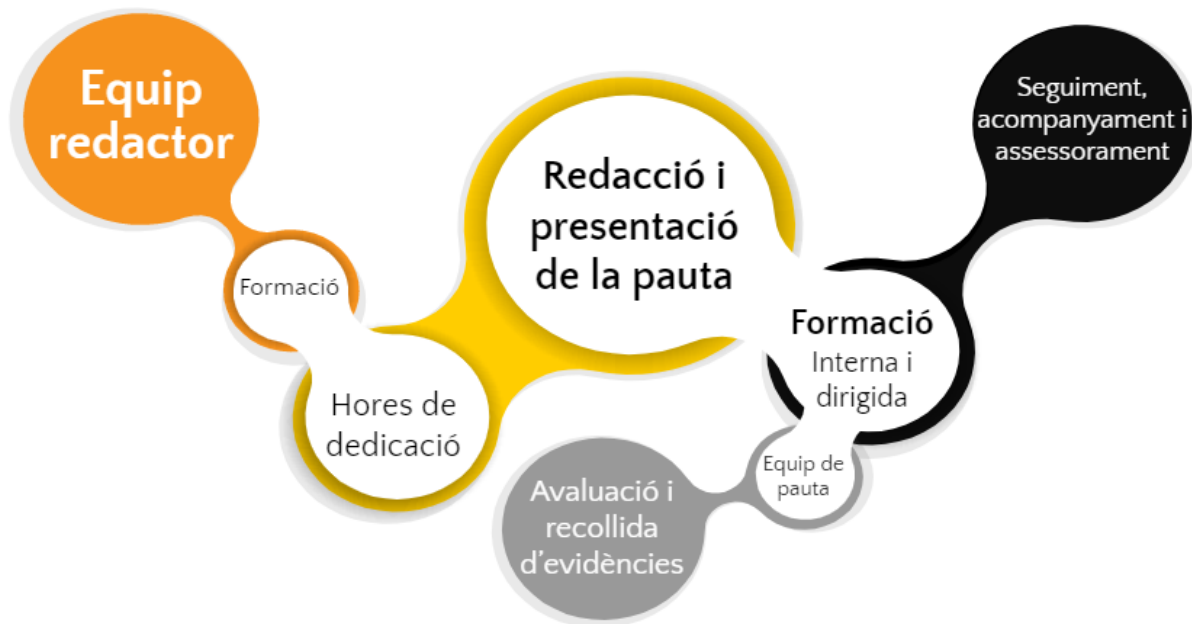 Equip
redactor
Formació
Hores de
dedicació
Redacció i
presentació
de la pauta
Seguiment,
acompanyament i
assessorament
Formació
Interna i
dirigida
Equip de
pauta
Avaluació i
recollida
d'evidències